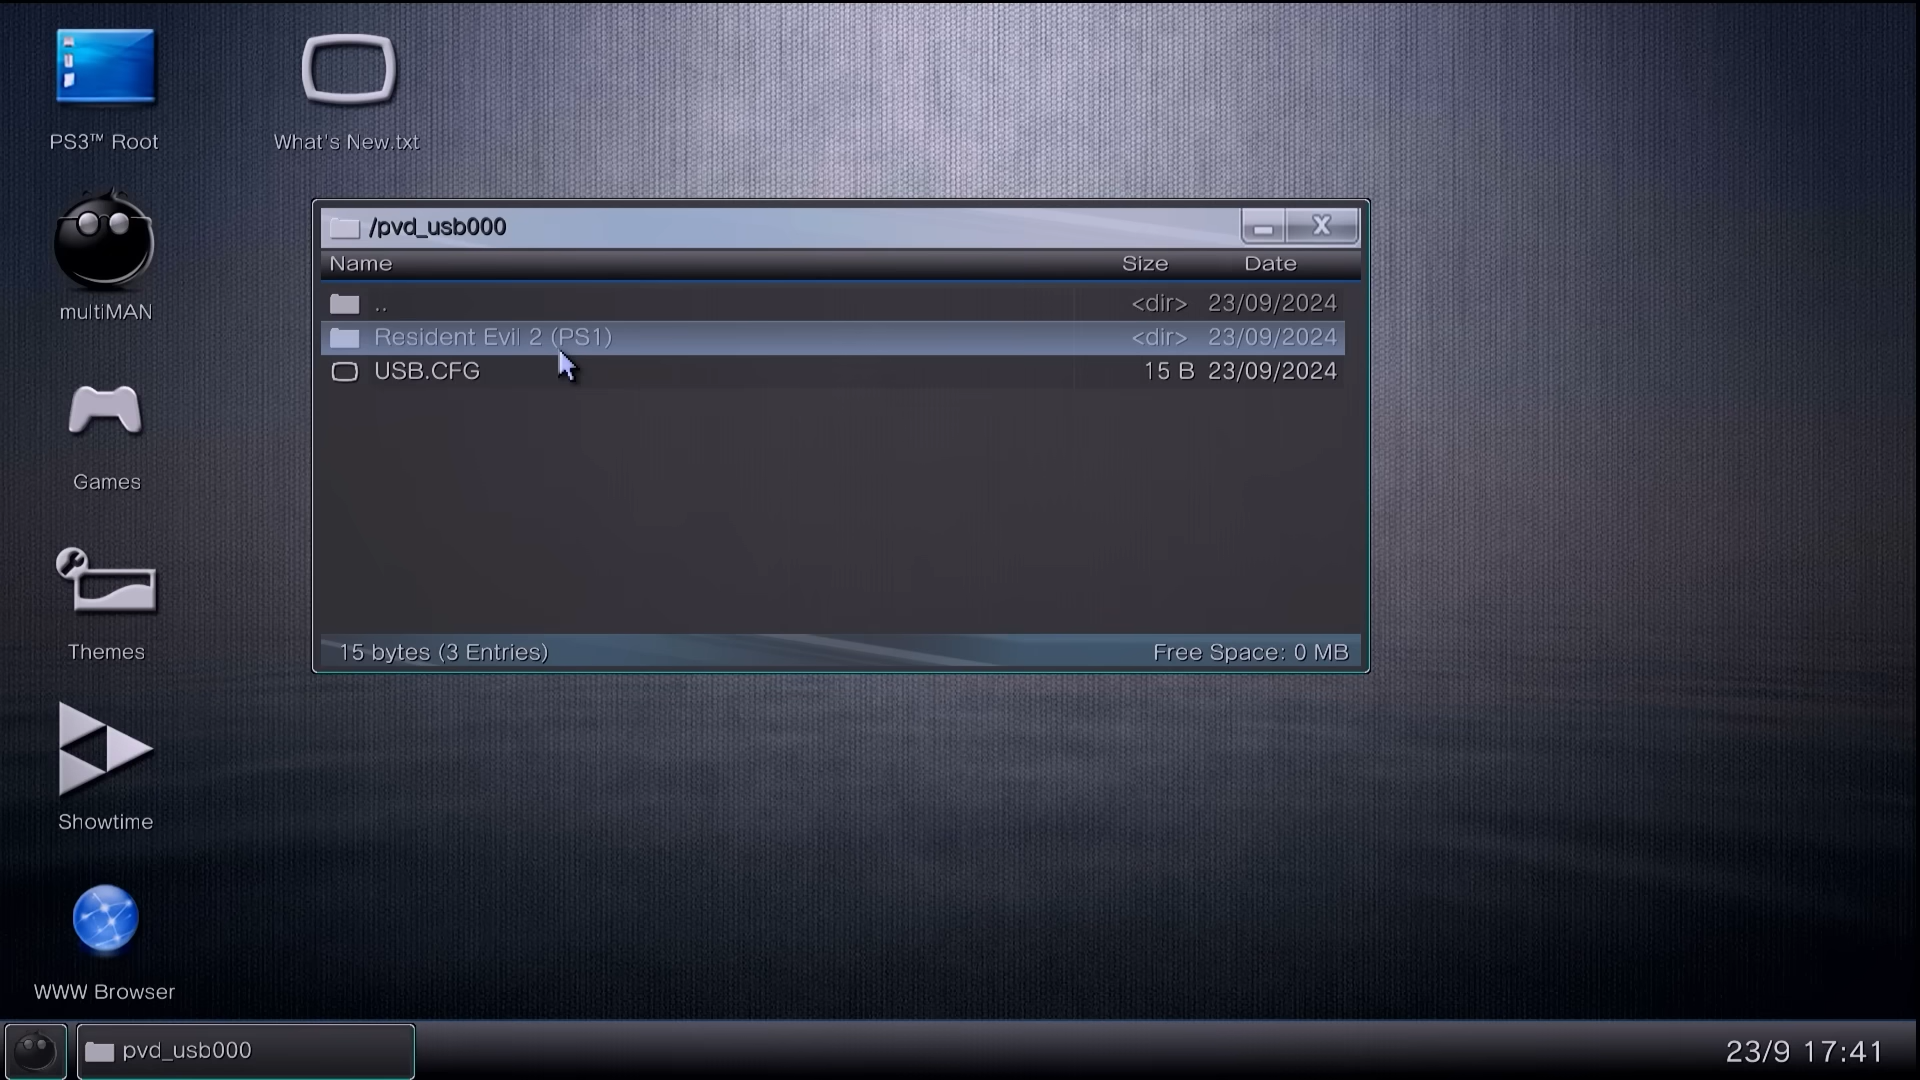 PS3™ Root
What's New.txt
multiMAN
Games
Themes
Showtime
WWW Browser
/pvd_usb000
X
Name Size Date
.. <dir> 23/09/2024
Resident Evil 2 (PS1) <dir> 23/09/2024
USB.CFG 15 B 23/09/2024
15 bytes (3 Entries) Free Space: 0 MB
pvd_usb000
23/9 17:41